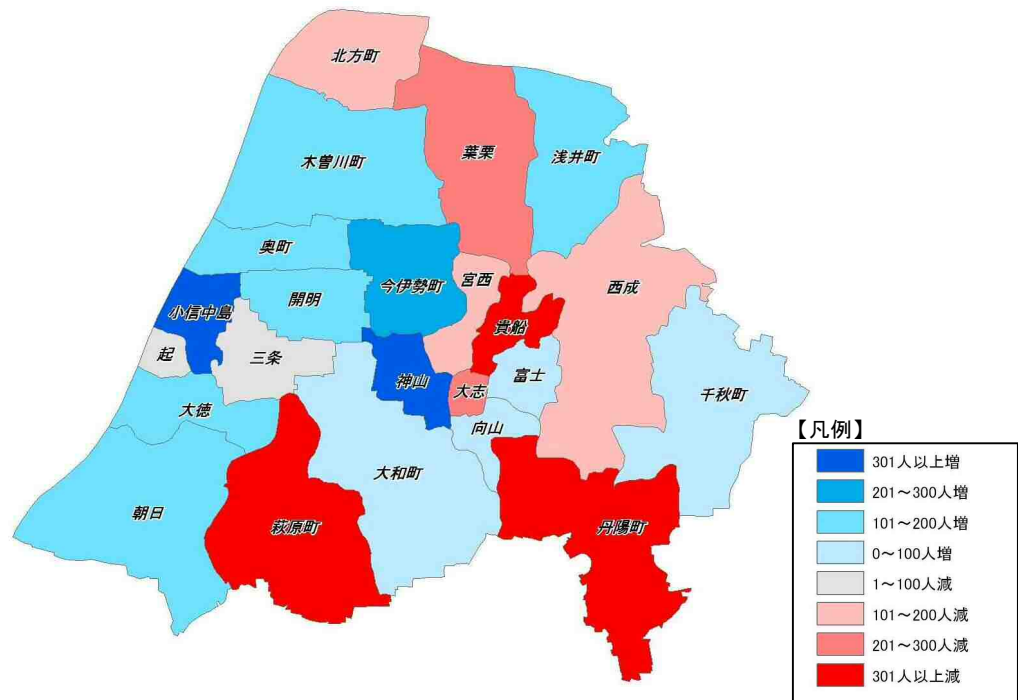 北方町
葉栗
浅井町
木曽川町
奥町
今伊勢町
宮西
西成
開明
小信中島
貴船
起
三条
神山
大志
富士
千秋町
大徳
向山
大和町
朝日
萩原町
丹陽町
【凡例】
301人以上増
201～300人増
101～200人増
0～100人増
1～100人減
101～200人減
201～300人減
301人以上減